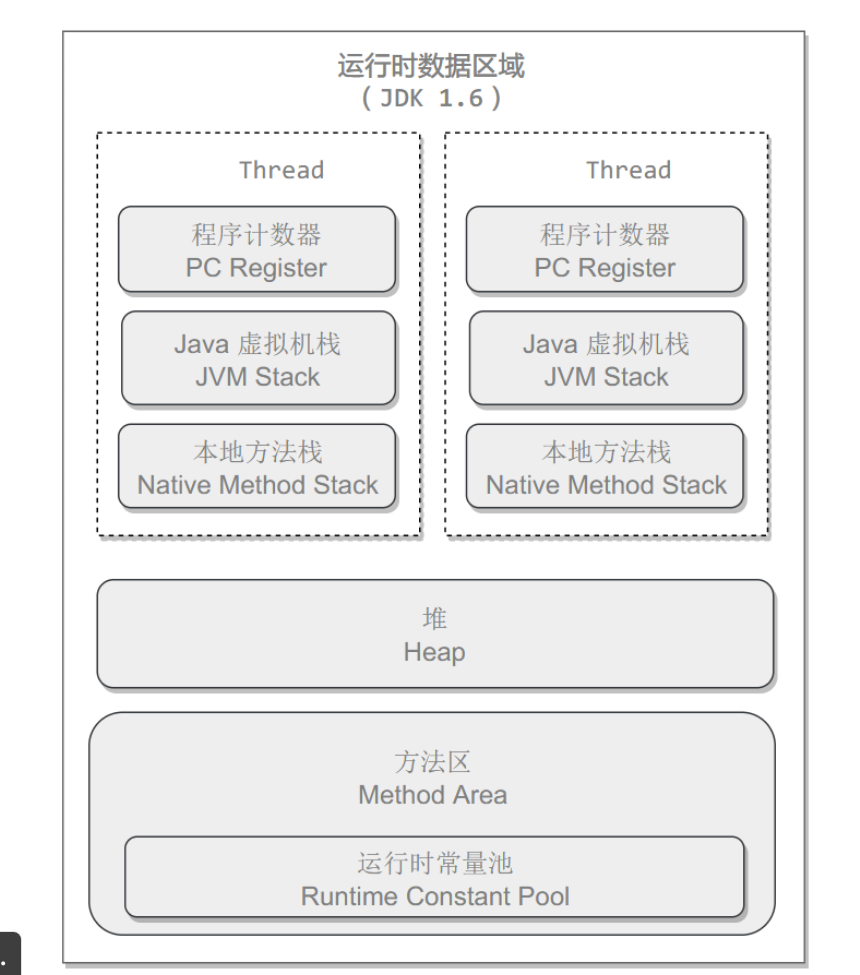 运行时数据区域
( JDK 1.6 )
Thread
程序计数器
PC Register
Java 虚拟机栈
JVM Stack
本地方法栈
Native Method Stack
Thread
程序计数器
PC Register
Java 虚拟机栈
JVM Stack
本地方法栈
Native Method Stack
堆
Heap
方法区
Method Area
运行时常量池
Runtime Constant Pool